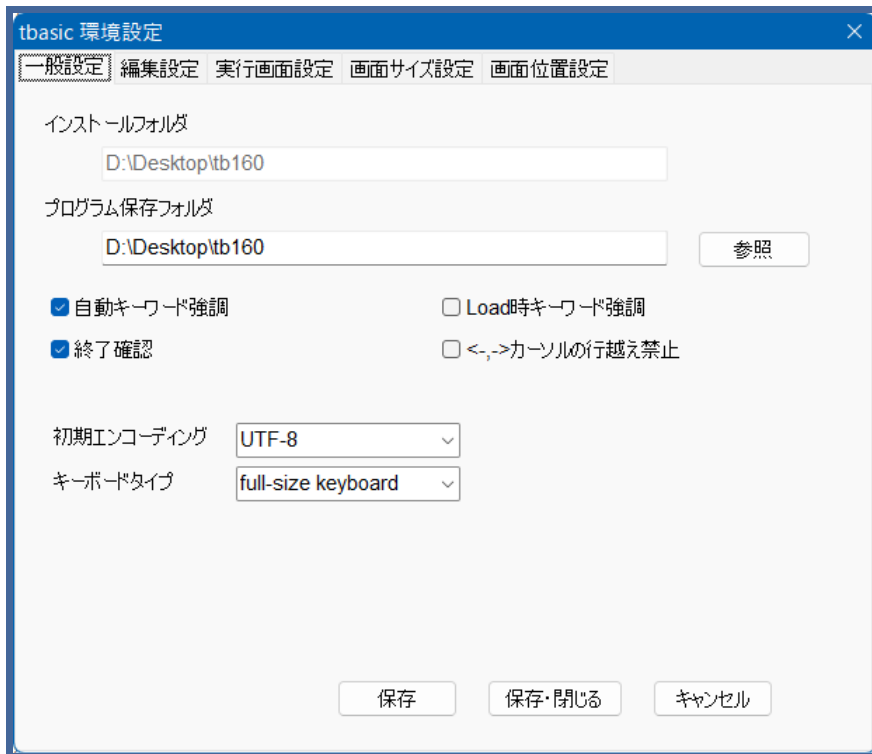 tbasic 環境設定
一般設定 編集設定 実行画面設定 画面サイズ設定 画面位置設定
インストールフォルダ
D:\Desktop\tb160
プログラム保存フォルダ
D:\Desktop\tb160 参照
自動キーワード強調 Load時キーワード強調
終了確認 <-,->カーソルの行越え禁止
初期エンコーディング UTF-8
キーボードタイプ full-size keyboard
保存 保存・閉じる キャンセル